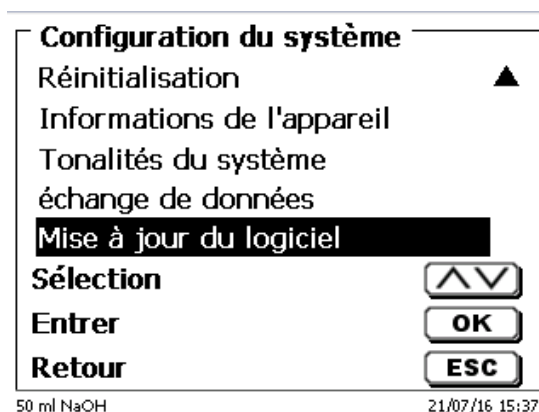 Configuration du système
Réinitialisation
Informations de l'appareil
Tonalités du système
échange de données
Mise à jour du logiciel
Sélection
Entrer OK
Retour ESC
50 ml NaOH 21/07/16 15:37